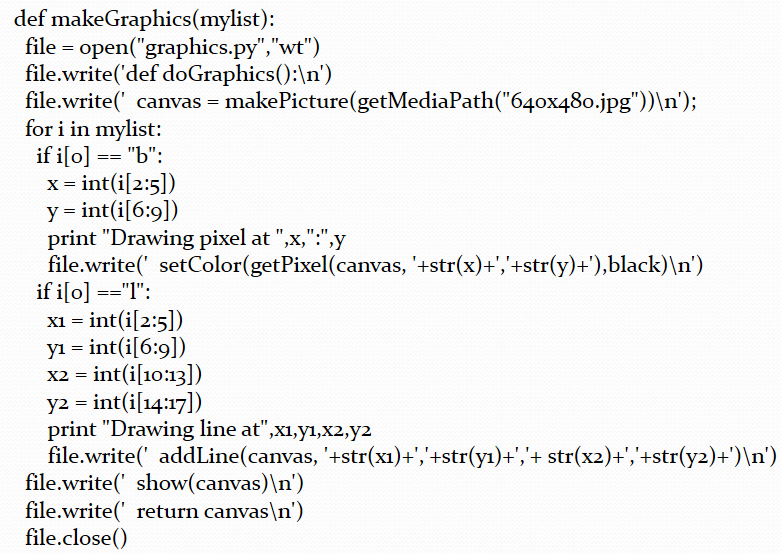 def makeGraphics(mylist):
file = open("graphics.py","wt")
file.write('def doGraphics():\n')
file.write('  canvas = makePicture(getMediaPath("640x480.jpg"))\n');
for i in mylist:
if i[0] == "b":
x = int(i[2:5])
y = int(i[6:9])
print "Drawing pixel at ",x,":",y
file.write('  setColor(getPixel(canvas, '+str(x)+','+str(y)+'),black)\n')
if i[0] =="l":
x1 = int(i[2:5])
y1 = int(i[6:9])
x2 = int(i[10:13])
y2 = int(i[14:17])
print "Drawing line at",x1,y1,x2,y2
file.write('  addLine(canvas, '+str(x1)+','+str(y1)+','+ str(x2)+','+str(y2)+')\n')
file.write('  show(canvas)\n')
file.write('  return canvas\n')
file.close()